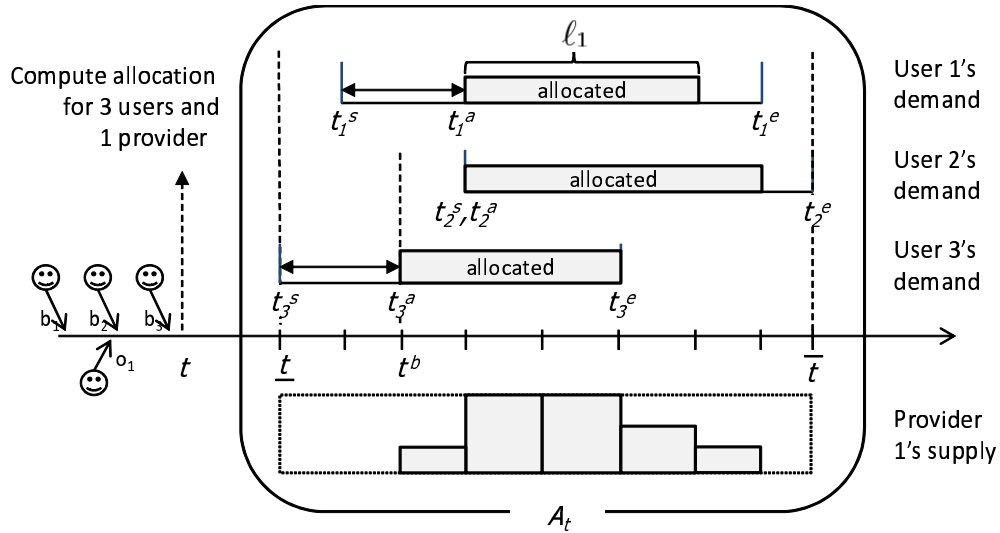 Compute allocation
for 3 users and
1 provider
ℓ₁
allocated
t₁ˢ t₁ᵃ t₁ᵉ
User 1's
demand
allocated
t₂ˢ,t₂ᵃ t₂ᵉ
User 2's
demand
allocated
t₃ˢ t₃ᵃ t₃ᵉ
User 3's
demand
b₁ b₂ b₃
o₁
t t̲ tᵇ t̅
Provider
1's supply
Aₜ